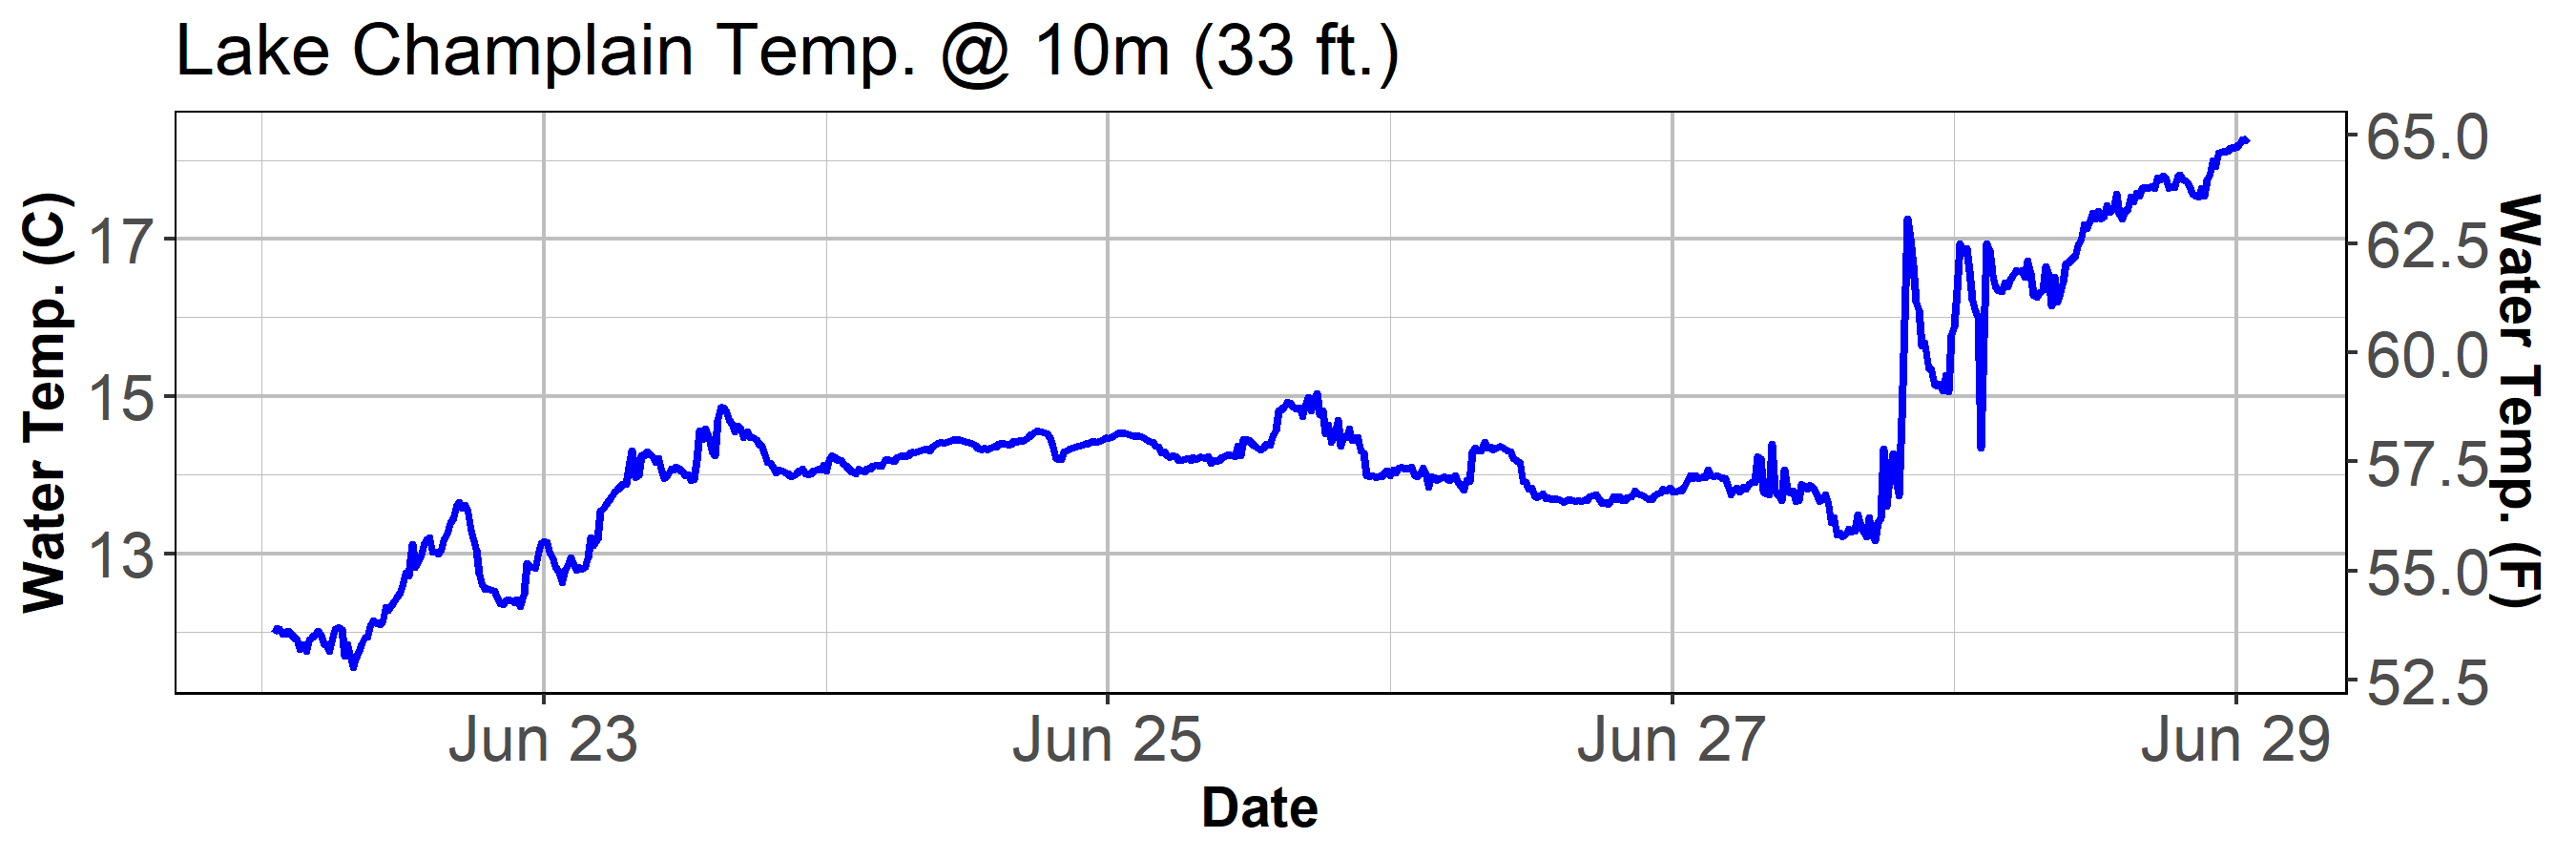 Lake Champlain Temp. @ 10m (33 ft.)
Water Temp. (C)
17
15
13
65.0
62.5
60.0
57.5
55.0
52.5
Water Temp. (F)
Jun 23 Jun 25 Jun 27 Jun 29
Date